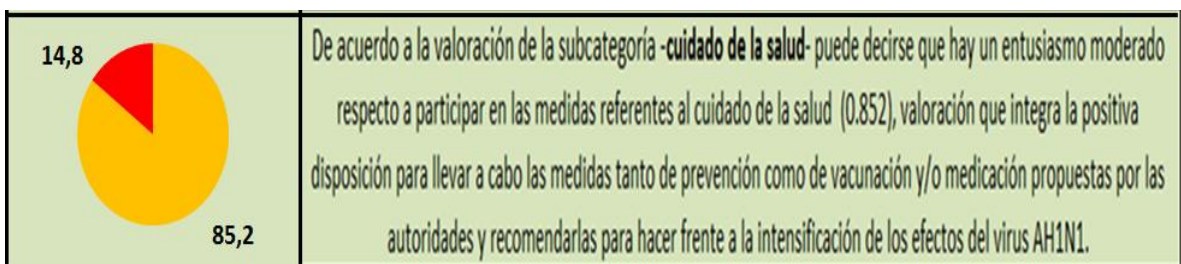 14,8
85,2
De acuerdo a la valoración de la subcategoría -cuidado de la salud- puede decirse que hay un entusiasmo moderado
respecto a participar en las medidas referentes al cuidado de la salud (0.852), valoración que integra la positiva
disposición para llevar a cabo las medidas tanto de prevención como de vacunación y/o medicación propuestas por las
autoridades y recomendarlas para hacer frente a la intensificación de los efectos del virus AH1N1.